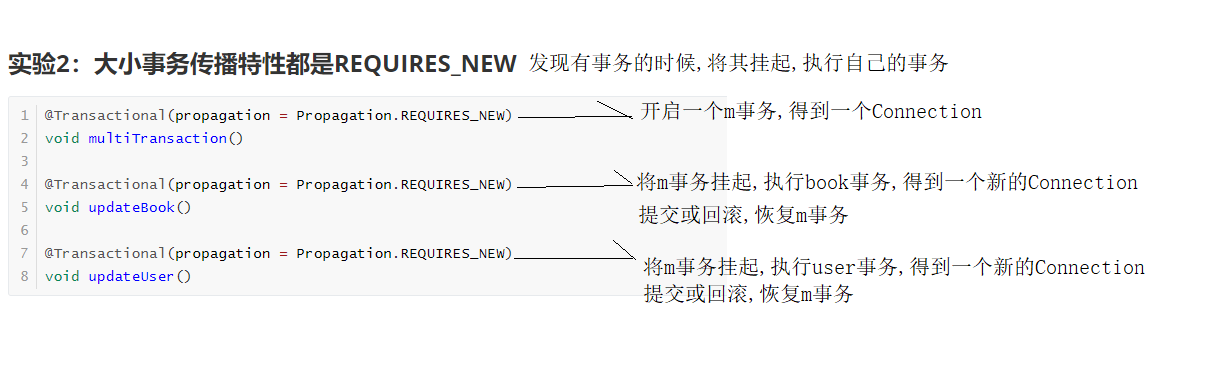 实验2：大小事务传播特性都是REQUIRES_NEW 发现有事务的时候,将其挂起,执行自己的事务
1 @Transactional(propagation = Propagation.REQUIRES_NEW) 开启一个m事务,得到一个Connection
2 void multiTransaction()
3
4 @Transactional(propagation = Propagation.REQUIRES_NEW) 将m事务挂起,执行book事务,得到一个新的Connection
5 void updateBook() 提交或回滚,恢复m事务
6
7 @Transactional(propagation = Propagation.REQUIRES_NEW) 将m事务挂起,执行user事务,得到一个新的Connection
8 void updateUser() 提交或回滚,恢复m事务